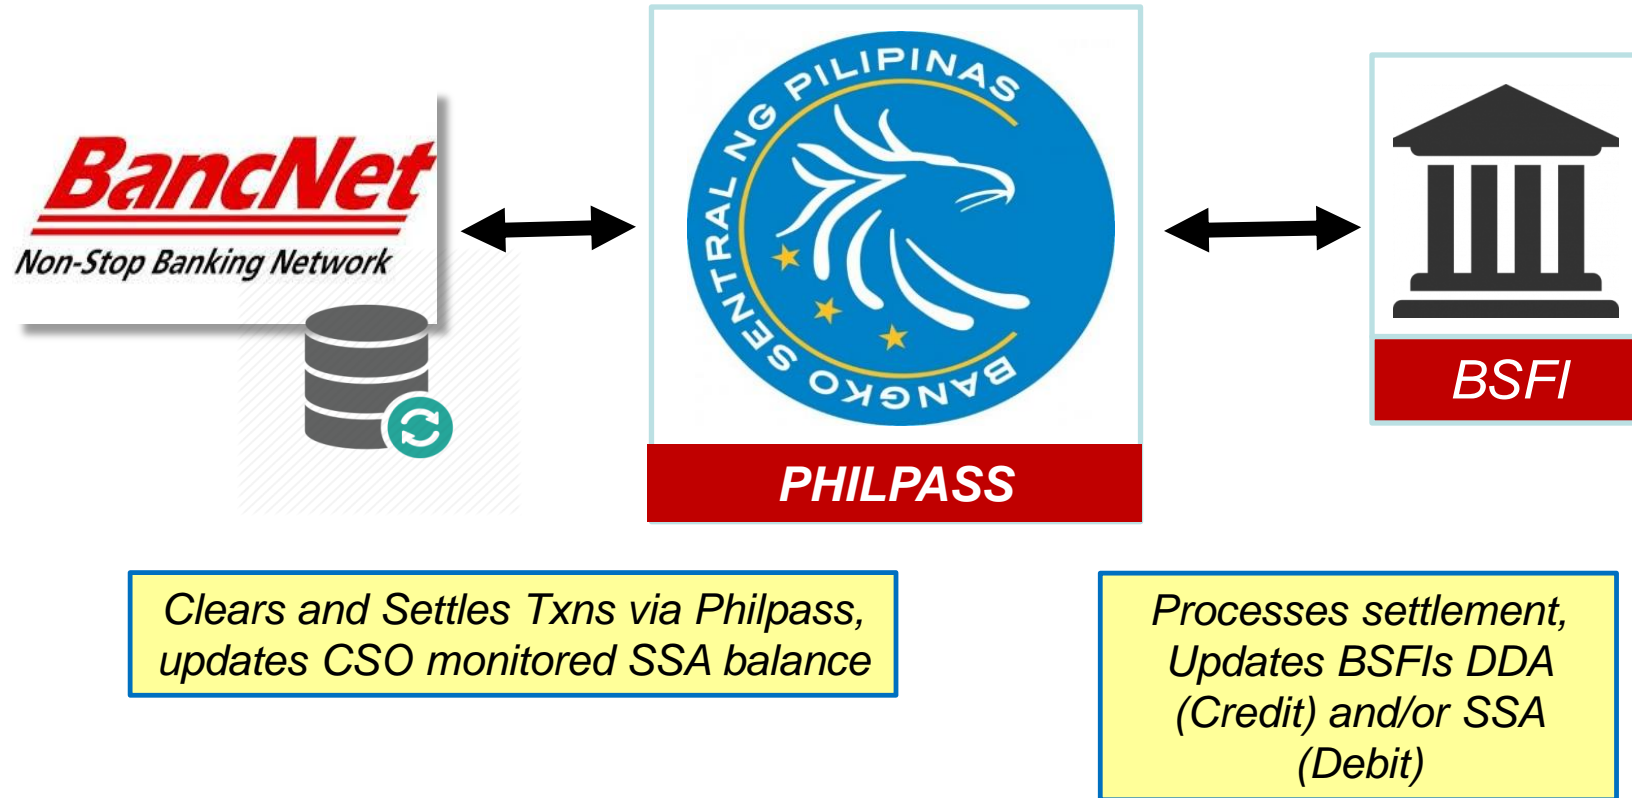 BancNet
Non-Stop Banking Network
BANGKO SENTRAL NG PILIPINAS
PHILPASS
BSFI
Clears and Settles Txns via Philpass,
updates CSO monitored SSA balance
Processes settlement,
Updates BSFIs DDA
(Credit) and/or SSA
(Debit)